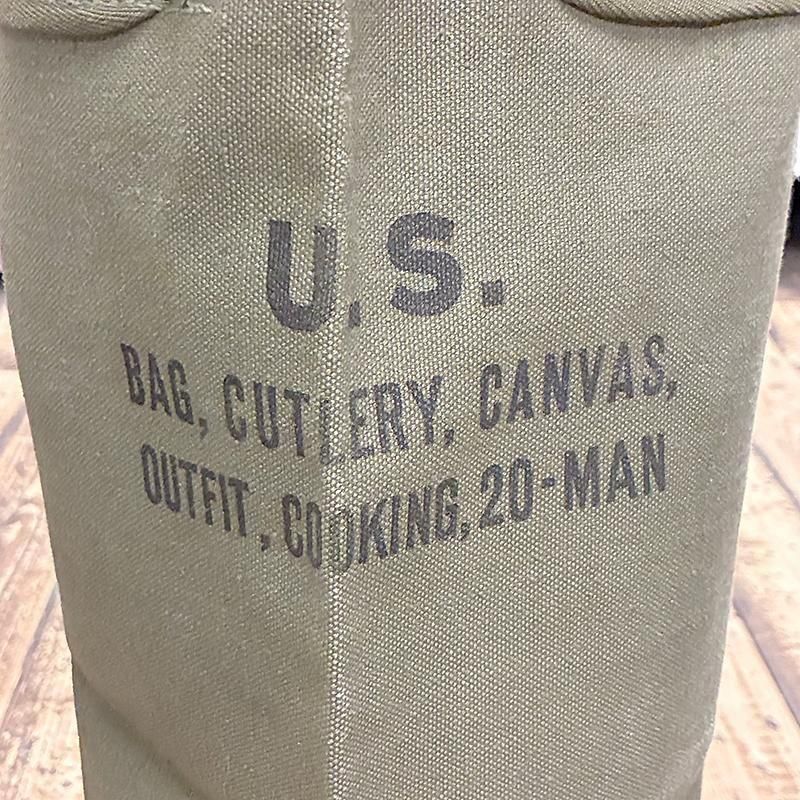 U.S.
BAG, CUTLERY, CANVAS,
OUTFIT, COOKING, 20-MAN